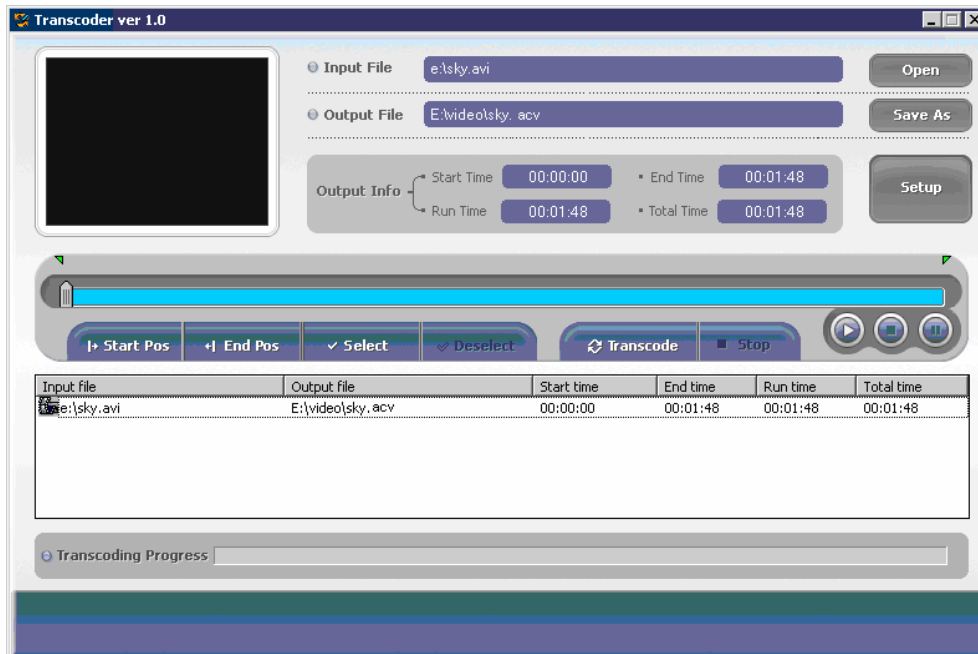 Transcoder ver 1.0
Input File e:\sky.avi Open
Output File E:\video\sky. acv Save As
Output Info Start Time 00:00:00 End Time 00:01:48 Setup
Run Time 00:01:48 Total Time 00:01:48
Start Pos End Pos Select Deselect Transcode Stop
Input file Output file Start time End time Run time Total time
e:\sky.avi E:\video\sky. acv 00:00:00 00:01:48 00:01:48 00:01:48
Transcoding Progress